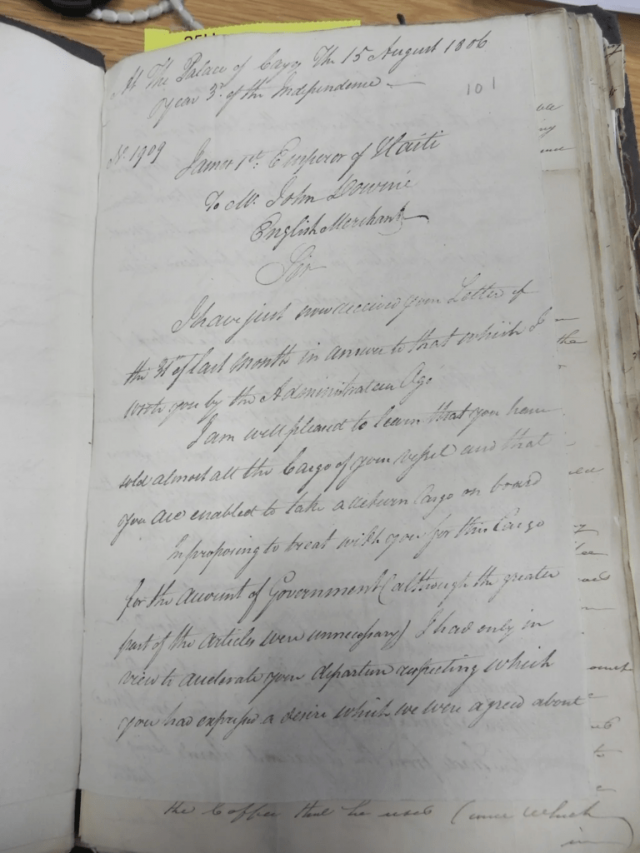 At The Palace of Cayes The 15 August 1806
Year 3rd. of the Independence
101
No. 1909
James 1st. Emperor of Haiti
To Mr. John Downie
English Merchant
Sir
I have just now received your Letter of
the 31st of last Month in answer to that which I
wrote you by the Administrator Ogé
I am well pleased to learn that you have
sold almost all the Cargo of your vessel and that
you are enabled to take a return Cargo on board
In proposing to treat with you for this Cargo
for the Account of Government (although the greater
part of the Articles were unnecessary) I had only in
view to accelerate your departure respecting which
you had expressed a desire which we were agreed about
the Coffee that he used (once which
in